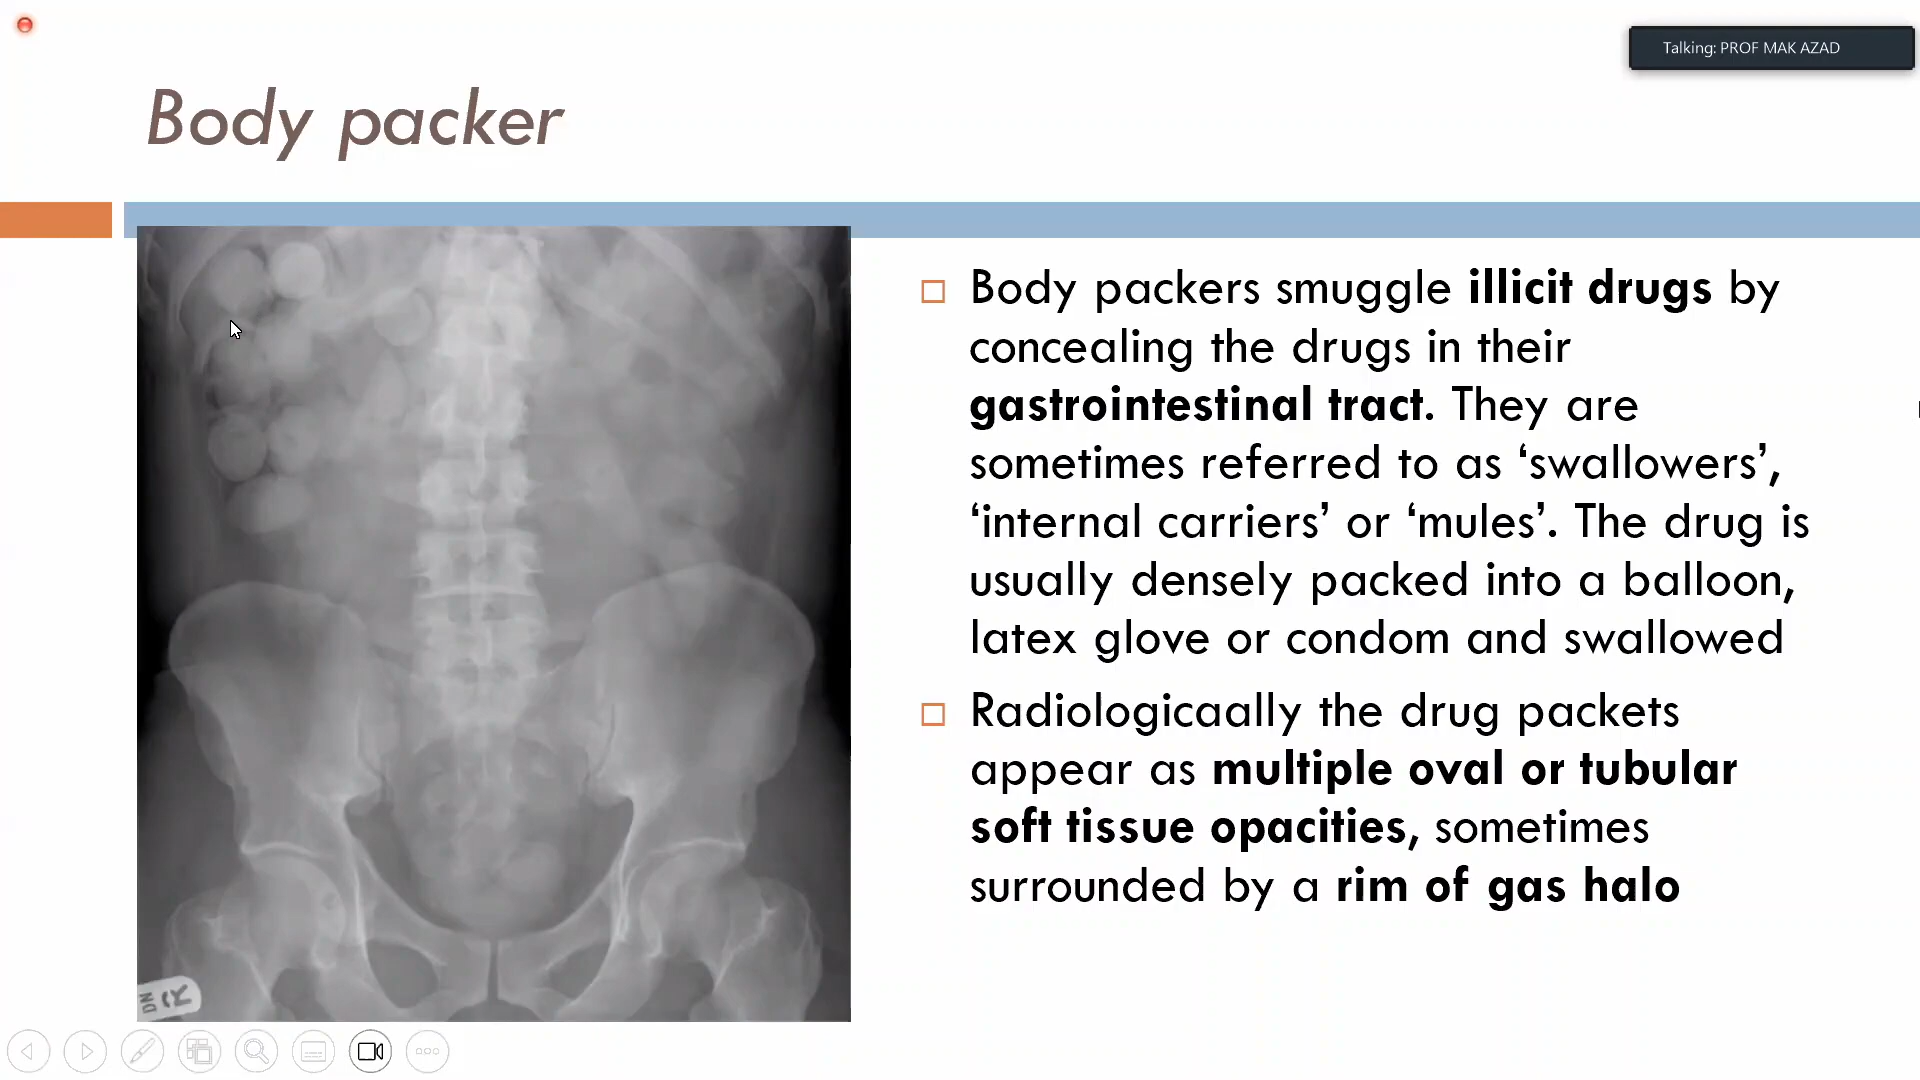 Talking: PROF MAK AZAD
Body packer
Body packers smuggle illicit drugs by
concealing the drugs in their
gastrointestinal tract. They are
sometimes referred to as ‘swallowers’,
‘internal carriers’ or ‘mules’. The drug is
usually densely packed into a balloon,
latex glove or condom and swallowed
Radiologicaally the drug packets
appear as multiple oval or tubular
soft tissue opacities, sometimes
surrounded by a rim of gas halo